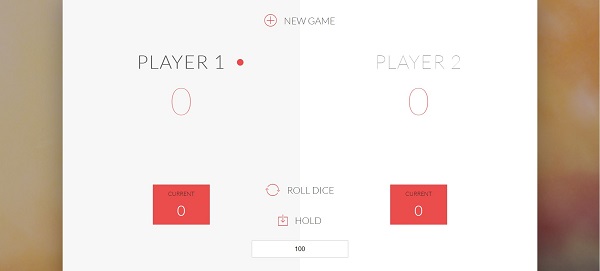 NEW GAME
PLAYER 1
PLAYER 2
0
0
CURRENT
0
CURRENT
0
ROLL DICE
HOLD
100